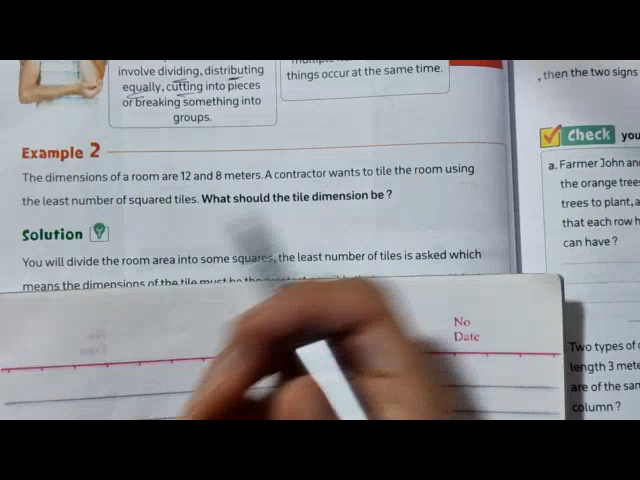 involve dividing, distributing
equally, cutting into pieces
or breaking something into
groups.
things occur at the same time.
Example 2
The dimensions of a room are 12 and 8 meters. A contractor wants to tile the room using
the least number of squared tiles. What should the tile dimension be ?
Solution
You will divide the room area into some squares, the least number of tiles is asked which
means the dimensions of the tile must be the
No
Date
, then the two signs
Check you
a. Farmer John and
the orange trees
trees to plant, a
that each row h
can have ?
Two types of
length 3 mete
are of the sam
column ?